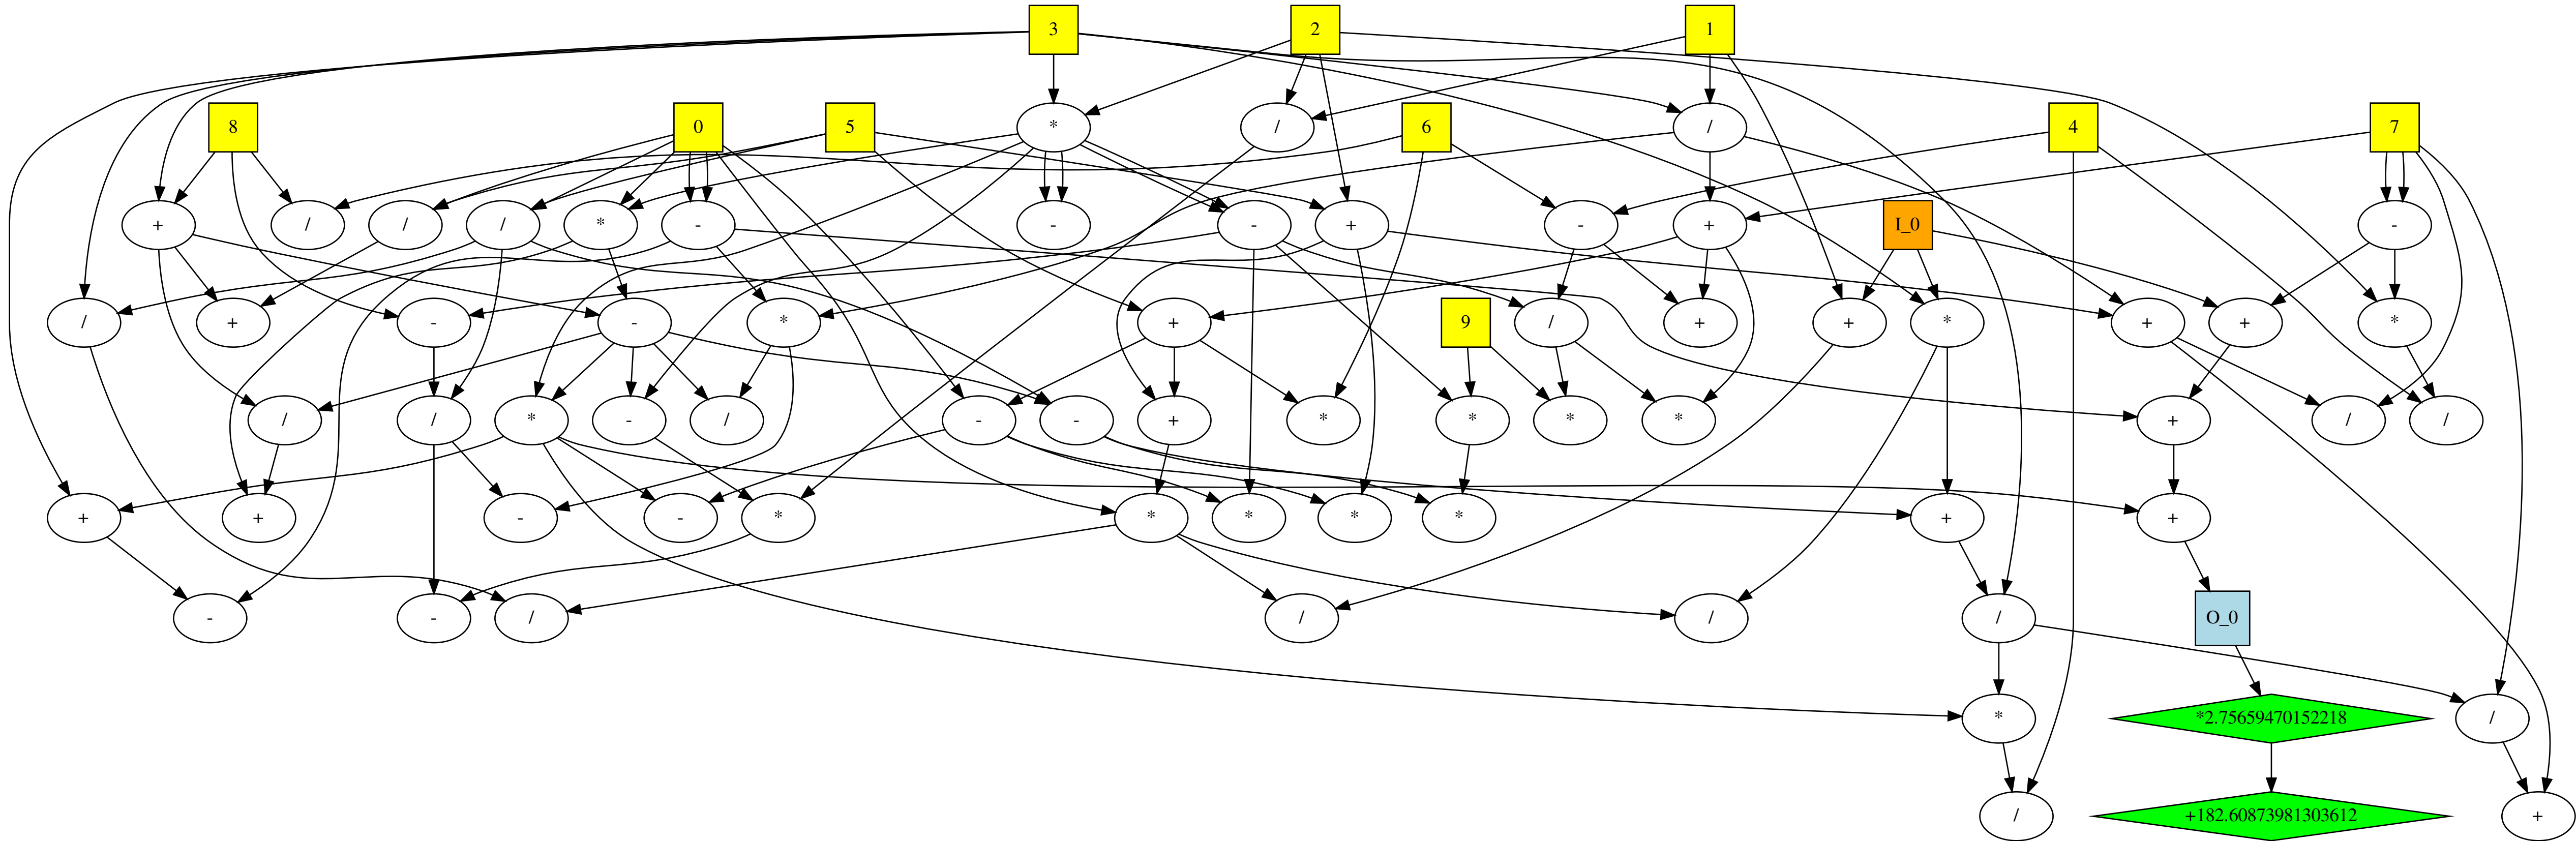 3 2 1
8 0 5 * / 6 / 4 7
+ / / / * - - - + - + I_0 -
/ + - - * + 9 / + + * + + *
/ / * - / - - + * * * * + / /
+ + - - * * * * * + +
- - / / / / O_0
* *2.75659470152218 /
/ +182.60873981303612 +